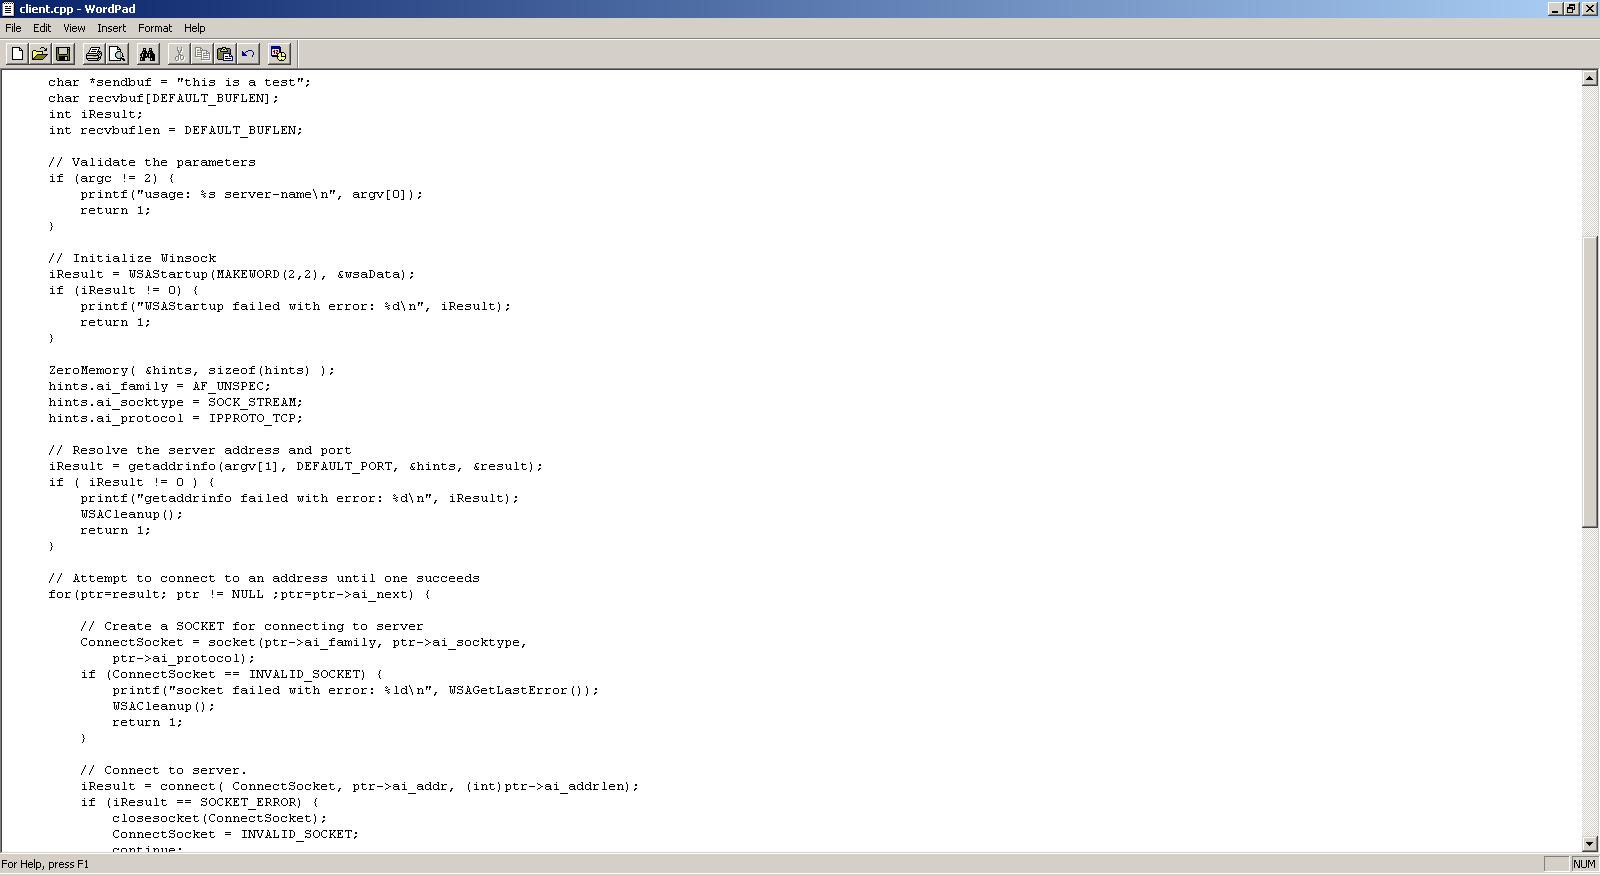 client.cpp - WordPad
File Edit View Insert Format Help
    char *sendbuf = "this is a test";
    char recvbuf[DEFAULT_BUFLEN];
    int iResult;
    int recvbuflen = DEFAULT_BUFLEN;

    // Validate the parameters
    if (argc != 2) {
        printf("usage: %s server-name\n", argv[0]);
        return 1;
    }

    // Initialize Winsock
    iResult = WSAStartup(MAKEWORD(2,2), &wsaData);
    if (iResult != 0) {
        printf("WSAStartup failed with error: %d\n", iResult);
        return 1;
    }

    ZeroMemory( &hints, sizeof(hints) );
    hints.ai_family = AF_UNSPEC;
    hints.ai_socktype = SOCK_STREAM;
    hints.ai_protocol = IPPROTO_TCP;

    // Resolve the server address and port
    iResult = getaddrinfo(argv[1], DEFAULT_PORT, &hints, &result);
    if ( iResult != 0 ) {
        printf("getaddrinfo failed with error: %d\n", iResult);
        WSACleanup();
        return 1;
    }

    // Attempt to connect to an address until one succeeds
    for(ptr=result; ptr != NULL ;ptr=ptr->ai_next) {

        // Create a SOCKET for connecting to server
        ConnectSocket = socket(ptr->ai_family, ptr->ai_socktype,
            ptr->ai_protocol);
        if (ConnectSocket == INVALID_SOCKET) {
            printf("socket failed with error: %ld\n", WSAGetLastError());
            WSACleanup();
            return 1;
        }

        // Connect to server.
        iResult = connect( ConnectSocket, ptr->ai_addr, (int)ptr->ai_addrlen);
        if (iResult == SOCKET_ERROR) {
            closesocket(ConnectSocket);
            ConnectSocket = INVALID_SOCKET;
            continue;
For Help, press F1
NUM